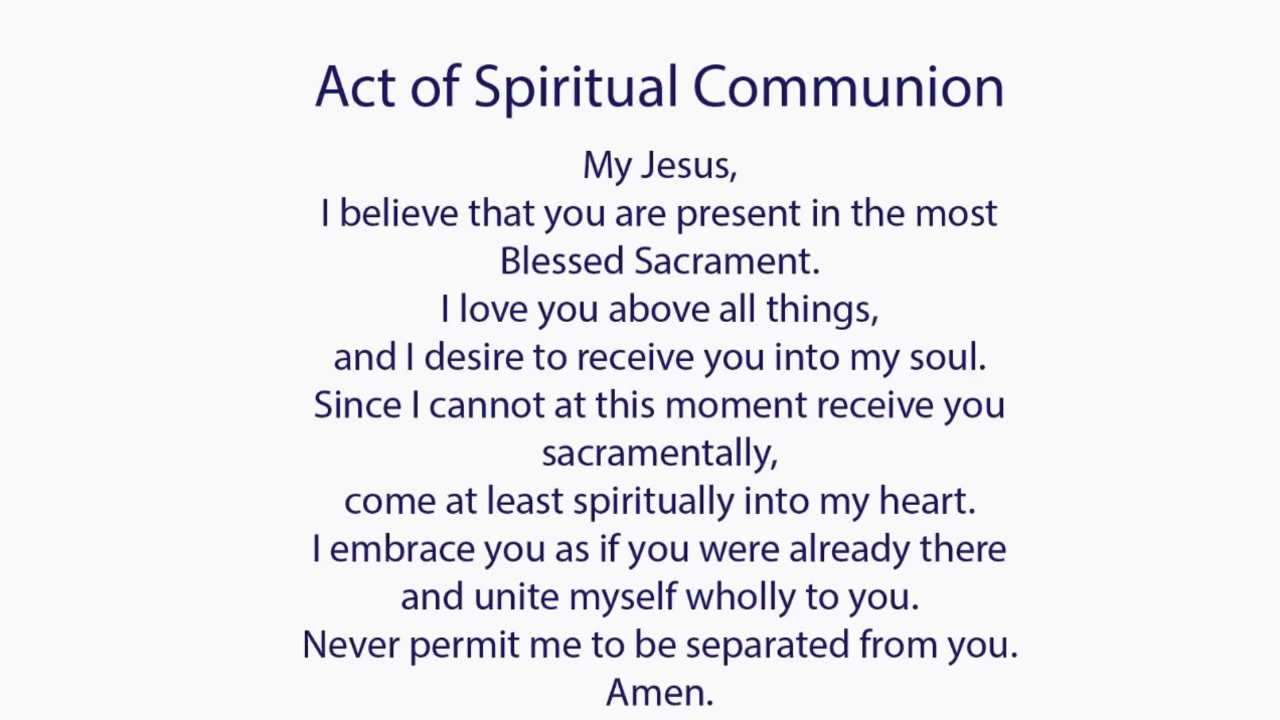 Act of Spiritual Communion
My Jesus,
I believe that you are present in the most
Blessed Sacrament.
I love you above all things,
and I desire to receive you into my soul.
Since I cannot at this moment receive you
sacramentally,
come at least spiritually into my heart.
I embrace you as if you were already there
and unite myself wholly to you.
Never permit me to be separated from you.
Amen.